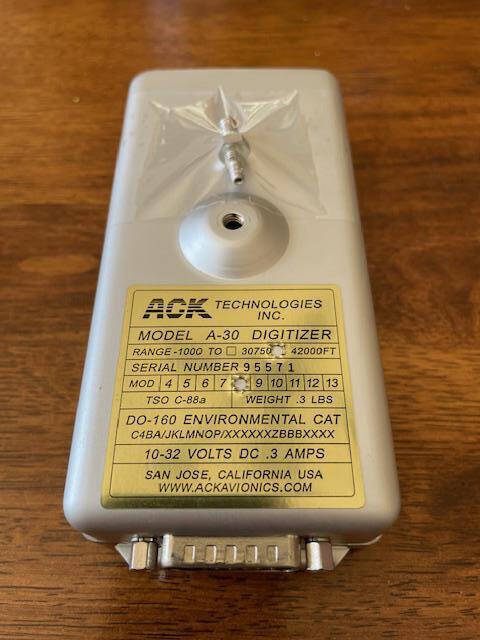 ACK TECHNOLOGIES INC.
MODEL A-30 DIGITIZER
RANGE -1000 TO 30750 42000FT
SERIAL NUMBER 95571
MOD 4 5 6 7 9 10 11 12 13
TSO C-88a WEIGHT .3 LBS
DO-160 ENVIRONMENTAL CAT
C4BA/JKLMNOP/XXXXXXZBBBXXXX
10-32 VOLTS DC .3 AMPS
SAN JOSE, CALIFORNIA USA
WWW.ACKAVIONICS.COM